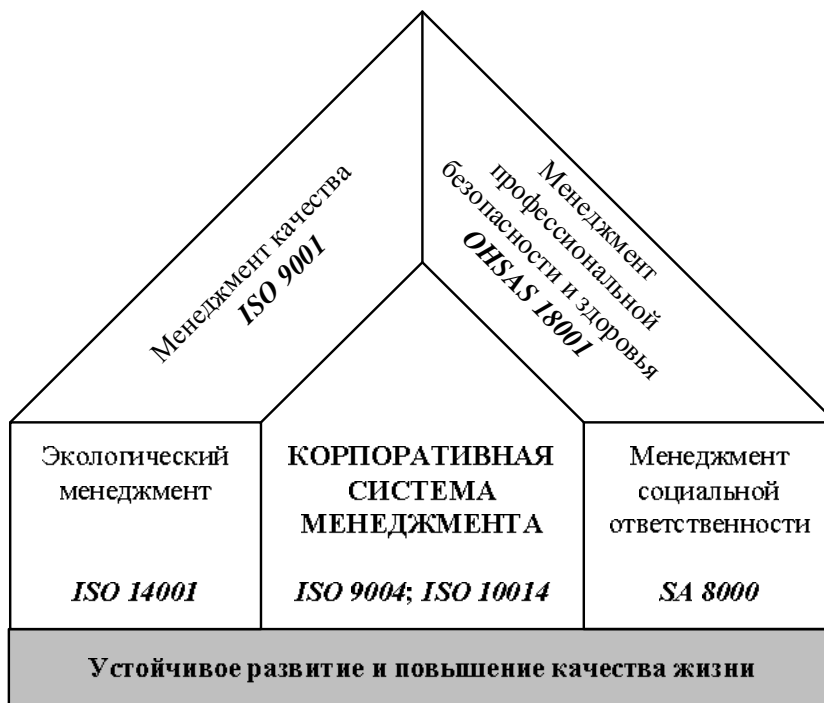 Менеджмент качества
ISO 9001
Менеджмент
профессиональной
безопасности и здоровья
OHSAS 18001
Экологический
менеджмент
ISO 14001
КОРПОРАТИВНАЯ
СИСТЕМА
МЕНЕДЖМЕНТА
ISO 9004; ISO 10014
Менеджмент
социальной
ответственности
SA 8000
Устойчивое развитие и повышение качества жизни